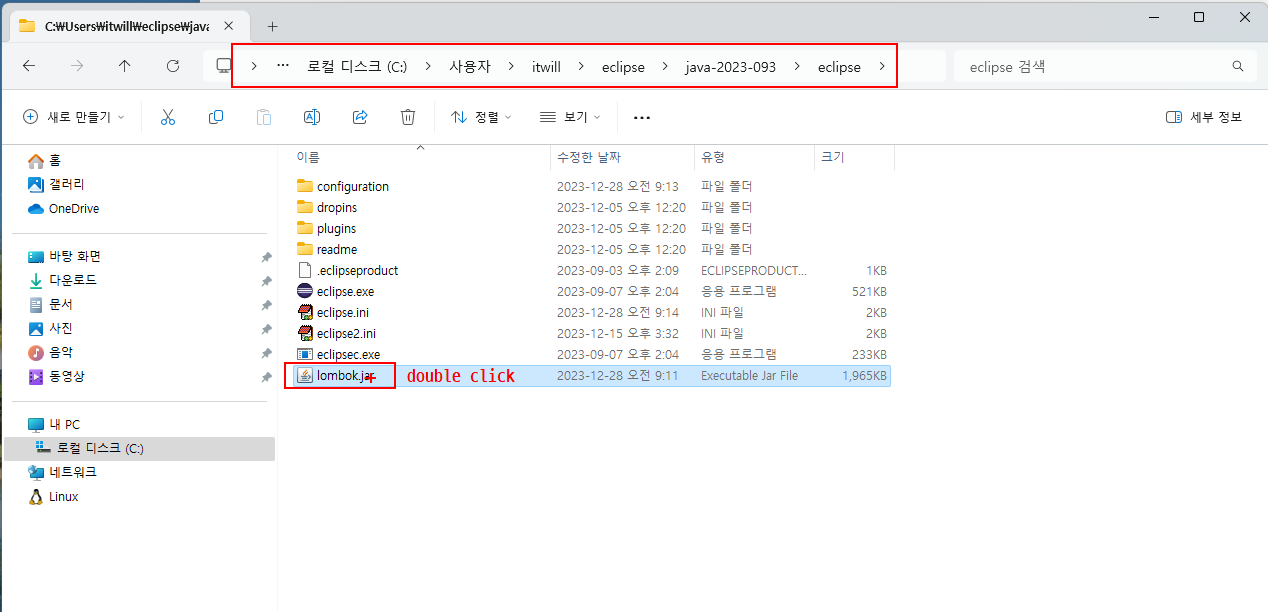 C:₩Users₩itwill₩eclipse₩java
로컬 디스크 (C:) > 사용자 > itwill > eclipse > java-2023-093 > eclipse >
eclipse 검색
새로 만들기
정렬
보기
세부 정보
홈
갤러리
OneDrive
바탕 화면
다운로드
문서
사진
음악
동영상
내 PC
로컬 디스크 (C:)
네트워크
Linux
이름 수정한 날짜 유형 크기
configuration 2023-12-28 오전 9:13 파일 폴더
dropins 2023-12-05 오후 12:20 파일 폴더
plugins 2023-12-05 오후 12:20 파일 폴더
readme 2023-12-05 오후 12:20 파일 폴더
.eclipseproduct 2023-09-03 오후 2:09 ECLIPSEPRODUCT... 1KB
eclipse.exe 2023-09-07 오후 2:04 응용 프로그램 521KB
eclipse.ini 2023-12-28 오전 9:14 INI 파일 2KB
eclipse2.ini 2023-12-15 오후 3:32 INI 파일 2KB
eclipsec.exe 2023-09-07 오후 2:04 응용 프로그램 233KB
lombok.jar double click 2023-12-28 오전 9:11 Executable Jar File 1,965KB